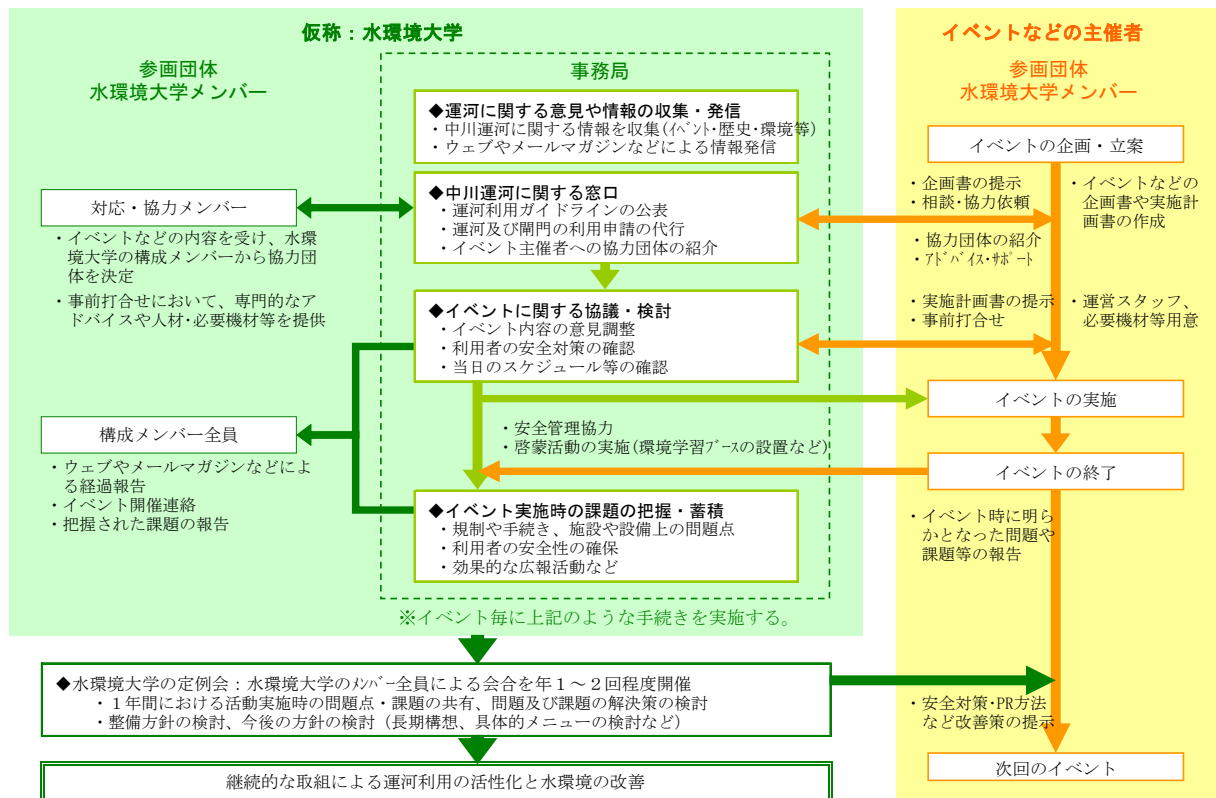 仮称：水環境大学
参画団体
水環境大学メンバー
事務局
◆運河に関する意見や情報の収集・発信
・中川運河に関する情報を収集(ｲﾍﾞﾝﾄ・歴史・環境等)
・ウェブやメールマガジンなどによる情報発信
対応・協力メンバー
・イベントなどの内容を受け、水環
境大学の構成メンバーから協力団
体を決定
・事前打合せにおいて、専門的なア
ドバイスや人材・必要機材等を提供
◆中川運河に関する窓口
・運河利用ガイドラインの公表
・運河及び閘門の利用申請の代行
・イベント主催者への協力団体の紹介
◆イベントに関する協議・検討
・イベント内容の意見調整
・利用者の安全対策の確認
・当日のスケジュール等の確認
構成メンバー全員
・ウェブやメールマガジンなどによ
る経過報告
・イベント開催連絡
・把握された課題の報告
・安全管理協力
・啓蒙活動の実施(環境学習ﾌﾞｰｽの設置など)
◆イベント実施時の課題の把握・蓄積
・規制や手続き、施設や設備上の問題点
・利用者の安全性の確保
・効果的な広報活動など
※イベント毎に上記のような手続きを実施する。
イベントなどの主催者
参画団体
水環境大学メンバー
イベントの企画・立案
・企画書の提示
・相談・協力依頼
・イベントなどの
企画書や実施計
画書の作成
・協力団体の紹介
・ｱﾄﾞﾊﾞｲｽ・ｻﾎﾟｰﾄ
・実施計画書の提示
・事前打合せ
・運営スタッフ、
必要機材等用意
イベントの実施
イベントの終了
・イベント時に明ら
かとなった問題や
課題等の報告
◆水環境大学の定例会：水環境大学のﾒﾝﾊﾞｰ全員による会合を年１～２回程度開催
・１年間における活動実施時の問題点・課題の共有、問題及び課題の解決策の検討
・整備方針の検討、今後の方針の検討（長期構想、具体的メニューの検討など）
・安全対策・PR方法
など改善策の提示
次回のイベント
継続的な取組による運河利用の活性化と水環境の改善